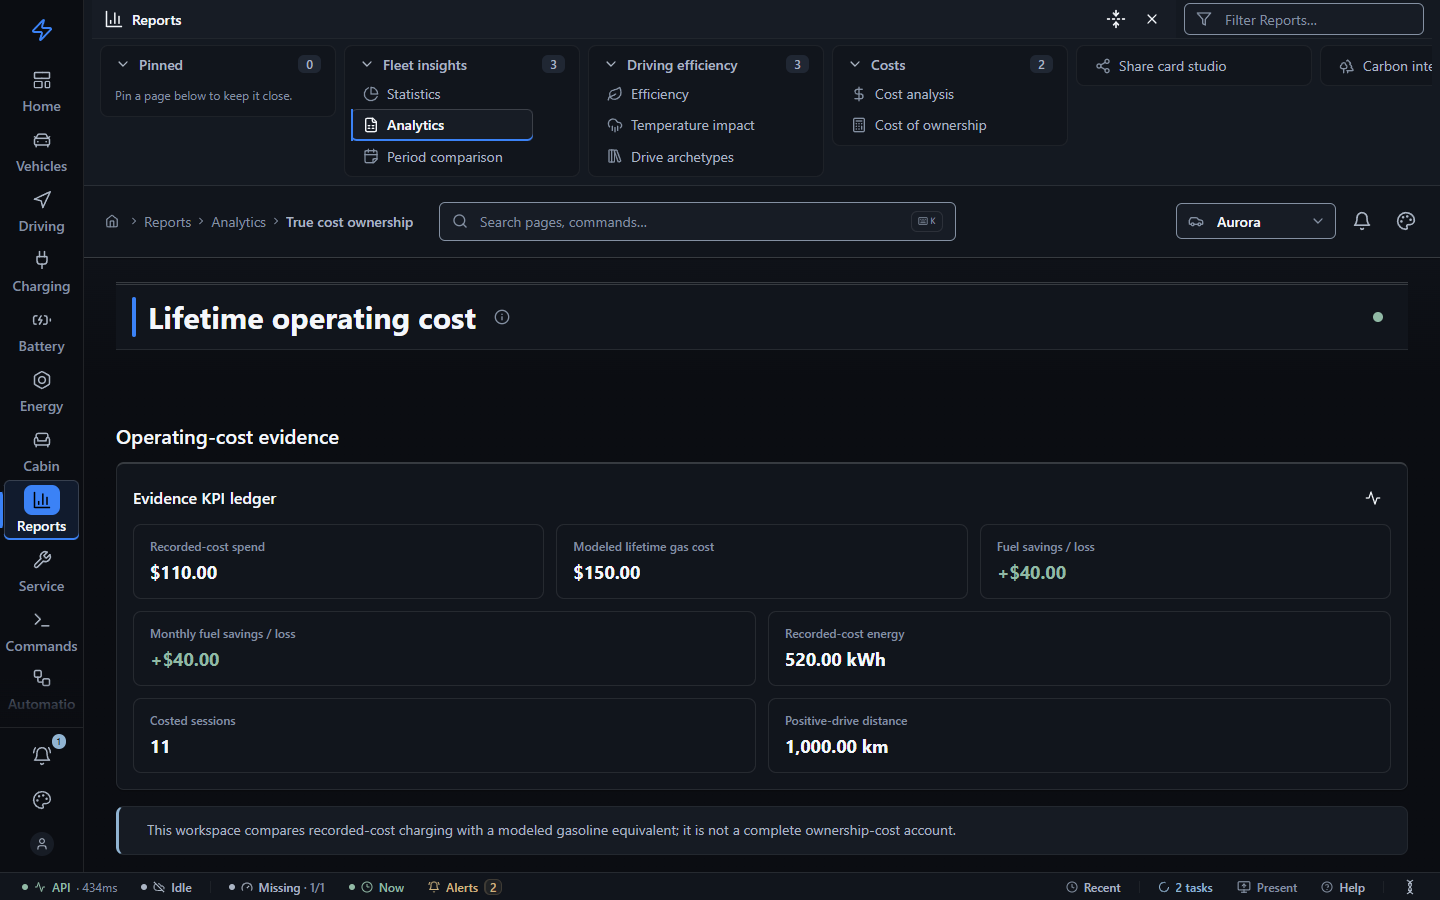 Reports
Filter Reports...
Pinned 0
Pin a page below to keep it close.
Fleet insights 3
Statistics
Analytics
Period comparison
Driving efficiency 3
Efficiency
Temperature impact
Drive archetypes
Costs 2
Cost analysis
Cost of ownership
Share card studio
Carbon inte
Home
Vehicles
Driving
Charging
Battery
Energy
Cabin
Reports
Service
Commands
Automatio
1
Reports > Analytics > True cost ownership
Search pages, commands... K
Aurora
Lifetime operating cost
Operating-cost evidence
Evidence KPI ledger
Recorded-cost spend
$110.00
Modeled lifetime gas cost
$150.00
Fuel savings / loss
+$40.00
Monthly fuel savings / loss
+$40.00
Recorded-cost energy
520.00 kWh
Costed sessions
11
Positive-drive distance
1,000.00 km
This workspace compares recorded-cost charging with a modeled gasoline equivalent; it is not a complete ownership-cost account.
API · 434ms Idle Missing · 1/1 Now Alerts 2 Recent 2 tasks Present Help